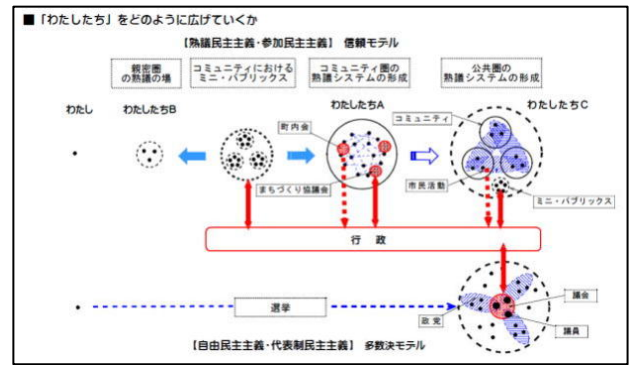 ■「わたしたち」をどのように広げていくか
【熟議民主主義・参加民主主義】 信頼モデル
親密圏
の熟議の場
コミュニティにおける
ミニ・パブリックス
コミュニティ圏の
熟議システムの形成
公共圏の
熟議システムの形成
わたし
わたしたちB
わたしたちA
わたしたちC
コミュニティ
町内会
まちづくり協議会
市民活動
ミニ・パブリックス
行 政
選挙
政党
議会
議員
【自由民主主義・代表制民主主義】 多数決モデル